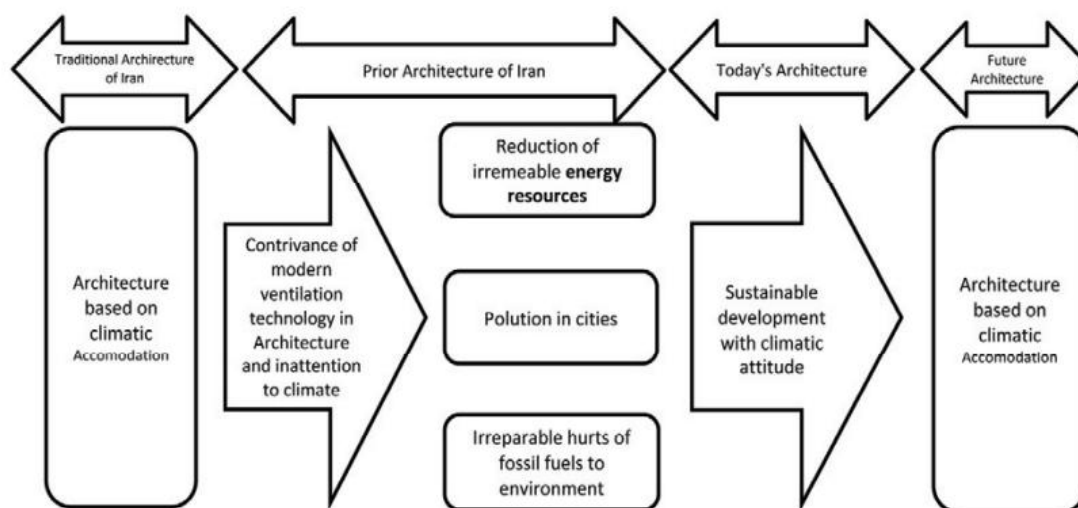 Traditional Archirecture
of Iran
Prior Architecture of Iran
Today's Architecture
Future
Architecture
Architecture
based on
climatic
Accomodation
Contrivance of
modern
ventilation
technology in
Architecture
and inattention
to climate
Reduction of
irremeable energy
resources
Polution in cities
Irreparable hurts of
fossil fuels to
environment
Sustainable
development
with climatic
attitude
Architecture
based on
climatic
Accomodation